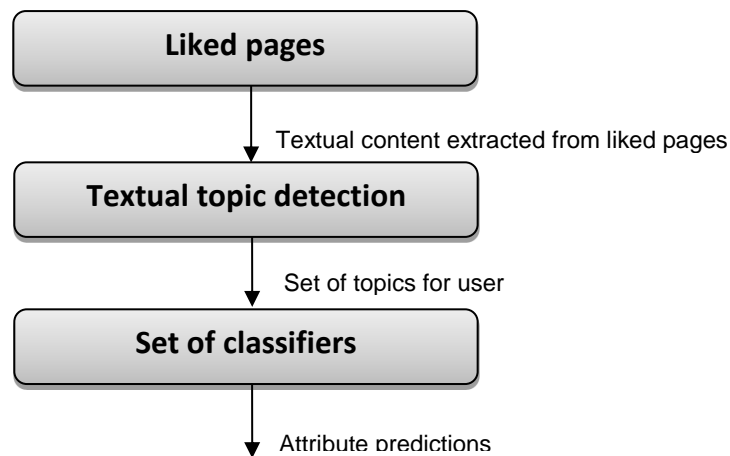 Liked pages
Textual content extracted from liked pages
Textual topic detection
Set of topics for user
Set of classifiers
Attribute predictions